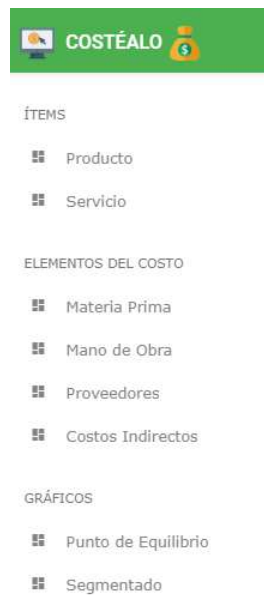 COSTÉALO
ÍTEMS
Producto
Servicio
ELEMENTOS DEL COSTO
Materia Prima
Mano de Obra
Proveedores
Costos Indirectos
GRÁFICOS
Punto de Equilibrio
Segmentado